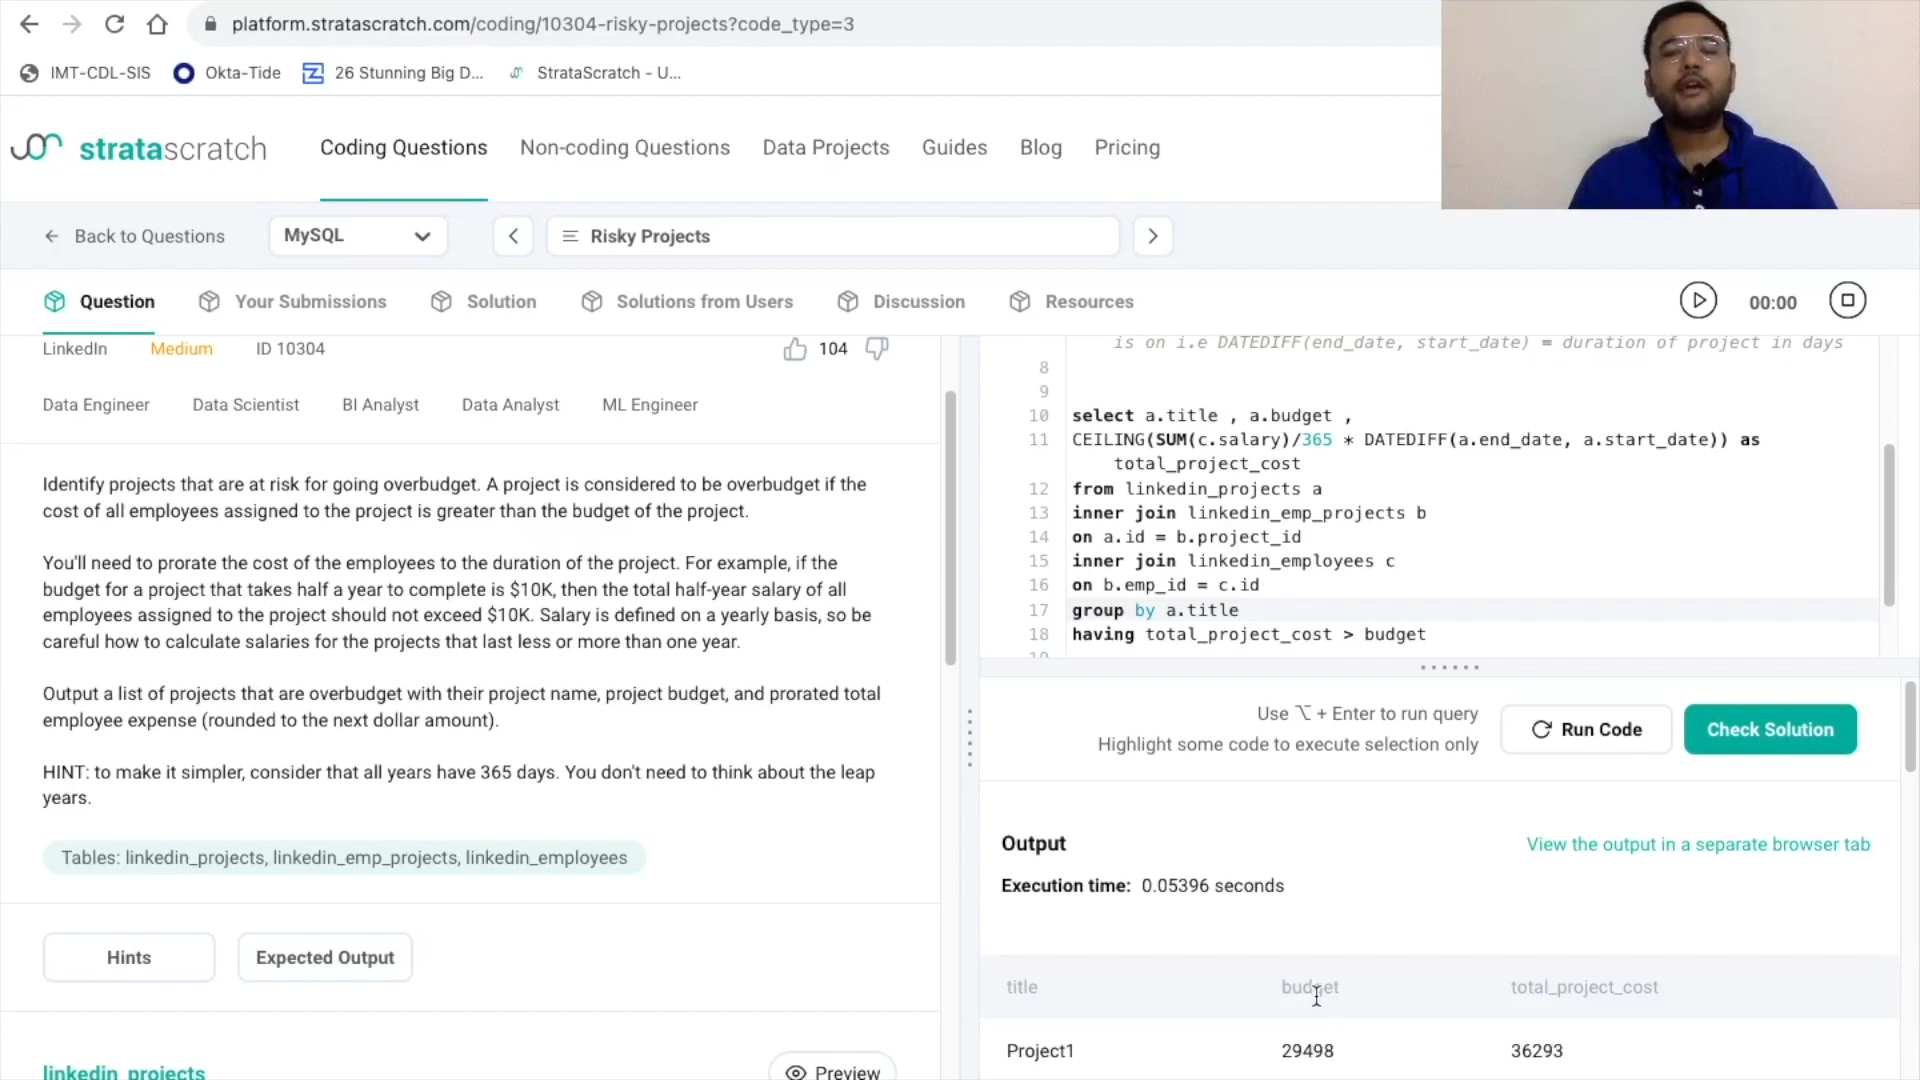 platform.stratascratch.com/coding/10304-risky-projects?code_type=3
IMT-CDL-SIS
Okta-Tide
26 Stunning Big D...
StrataScratch - U...
stratascratch
Coding Questions
Non-coding Questions
Data Projects
Guides
Blog
Pricing
Back to Questions
MySQL
Risky Projects
Question
Your Submissions
Solution
Solutions from Users
Discussion
Resources
00:00
LinkedIn
Medium
ID 10304
104
Data Engineer
Data Scientist
BI Analyst
Data Analyst
ML Engineer
Identify projects that are at risk for going overbudget. A project is considered to be overbudget if the
cost of all employees assigned to the project is greater than the budget of the project.
You'll need to prorate the cost of the employees to the duration of the project. For example, if the
budget for a project that takes half a year to complete is $10K, then the total half-year salary of all
employees assigned to the project should not exceed $10K. Salary is defined on a yearly basis, so be
careful how to calculate salaries for the projects that last less or more than one year.
Output a list of projects that are overbudget with their project name, project budget, and prorated total
employee expense (rounded to the next dollar amount).
HINT: to make it simpler, consider that all years have 365 days. You don't need to think about the leap
years.
Tables: linkedin_projects, linkedin_emp_projects, linkedin_employees
Hints
Expected Output
linkedin_projects
Preview
is on i.e DATEDIFF(end_date, start_date) = duration of project in days
8
9
10 select a.title , a.budget ,
11 CEILING(SUM(c.salary)/365 * DATEDIFF(a.end_date, a.start_date)) as
total_project_cost
12 from linkedin_projects a
13 inner join linkedin_emp_projects b
14 on a.id = b.project_id
15 inner join linkedin_employees c
16 on b.emp_id = c.id
17 group by a.title
18 having total_project_cost > budget
19
Use ⌥ + Enter to run query
Highlight some code to execute selection only
Run Code
Check Solution
Output
View the output in a separate browser tab
Execution time: 0.05396 seconds
title budget total_project_cost
Project1 29498 36293